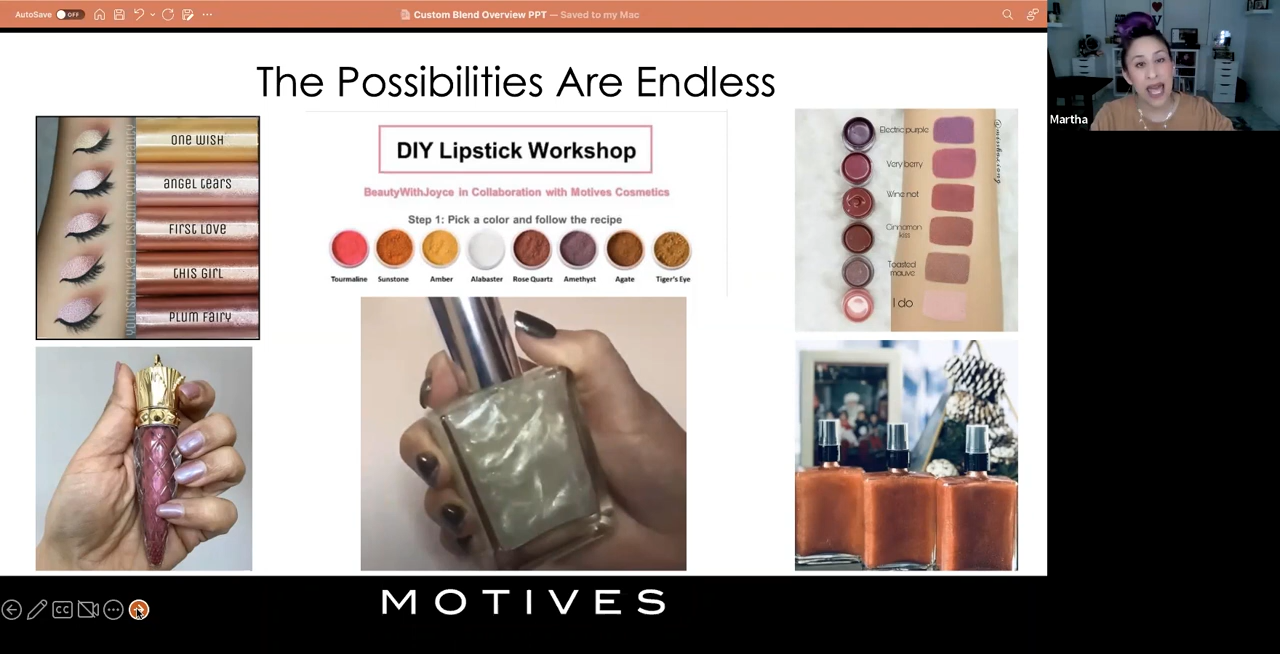 AutoSave OFF
Custom Blend Overview PPT — Saved to my Mac
Martha
The Possibilities Are Endless
ONE WISH
ANGEL TEARS
FIRST LOVE
THIS GIRL
PLUM FAIRY
DIY Lipstick Workshop
BeautyWithJoyce in Collaboration with Motives Cosmetics
Step 1: Pick a color and follow the recipe
Tourmaline Sunstone Amber Alabaster Rose Quartz Amethyst Agate Tiger's Eye
Electric purple
Very berry
Wine not
Cinnamon
kiss
Toasted
mauve
I do
CC
MOTIVES